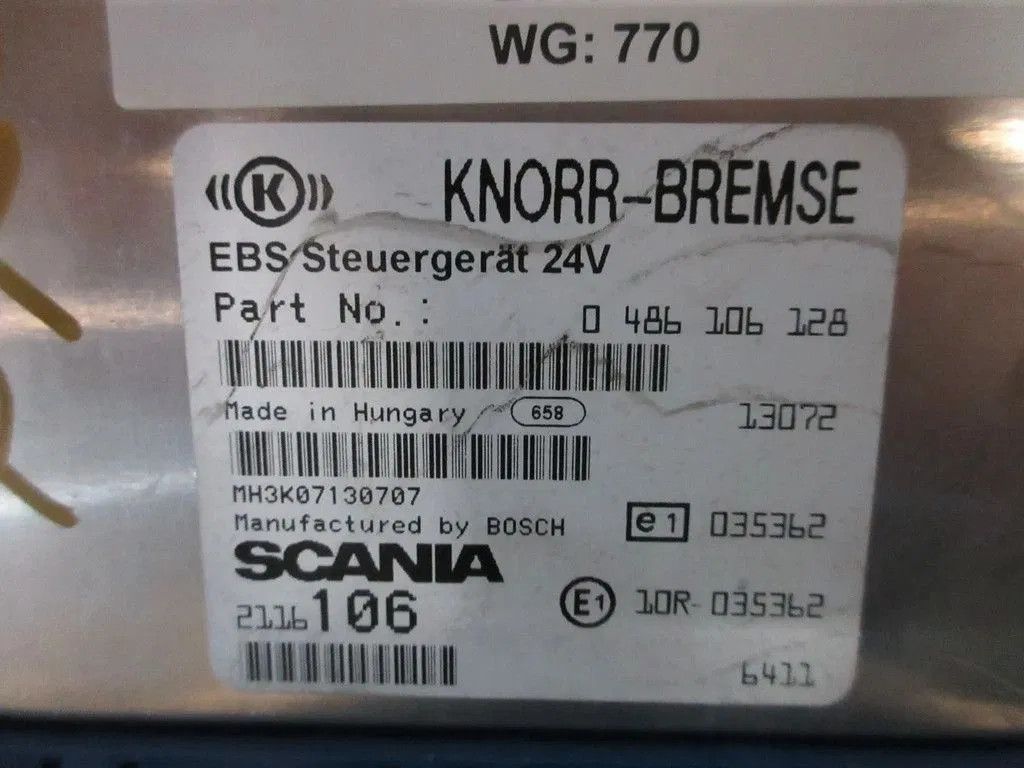 WG: 770
K KNORR-BREMSE
EBS Steuergerät 24V
Part No.: 0 486 106 128
Made in Hungary 658 13072
MH3K07130707
Manufactured by BOSCH e1 035362
SCANIA
2116106 E1 10R-035362
6411